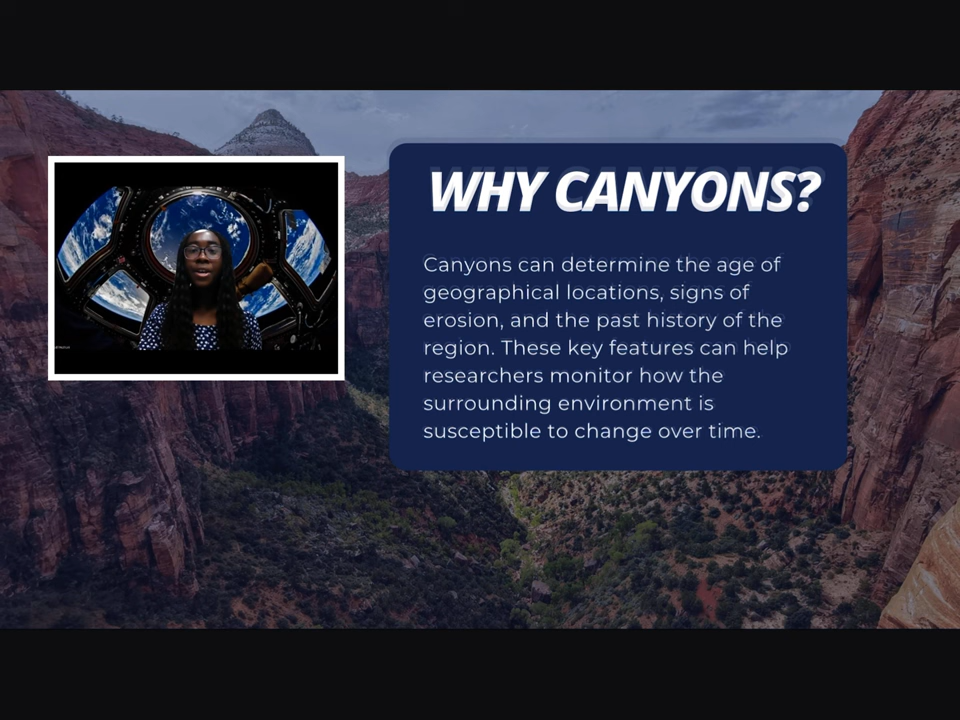 WHY CANYONS?
Canyons can determine the age of
geographical locations, signs of
erosion, and the past history of the
region. These key features can help
researchers monitor how the
surrounding environment is
susceptible to change over time.